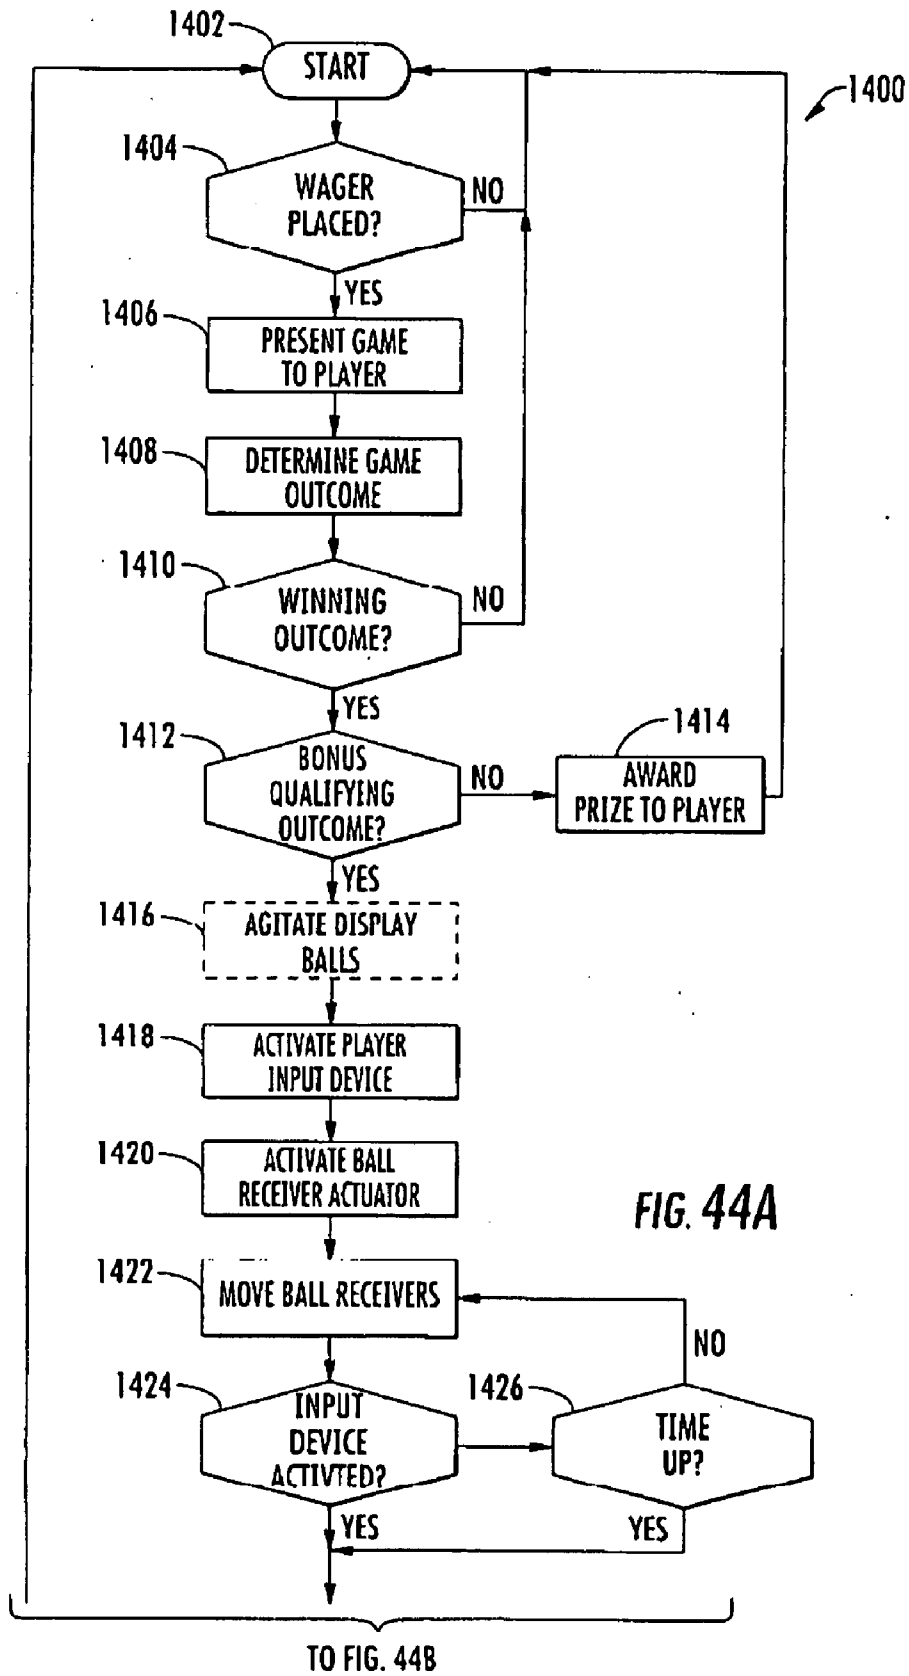 1402
START
1400
1404
WAGER
PLACED?
NO
YES
1406
PRESENT GAME
TO PLAYER
1408
DETERMINE GAME
OUTCOME
1410
WINNING
OUTCOME?
NO
YES
1412
BONUS
QUALIFYING
OUTCOME?
NO
1414
AWARD
PRIZE TO PLAYER
YES
1416
AGITATE DISPLAY
BALLS
1418
ACTIVATE PLAYER
INPUT DEVICE
1420
ACTIVATE BALL
RECEIVER ACTUATOR
FIG. 44A
1422
MOVE BALL RECEIVERS
NO
1424
INPUT
DEVICE
ACTIVTED?
1426
TIME
UP?
YES
YES
TO FIG. 44B